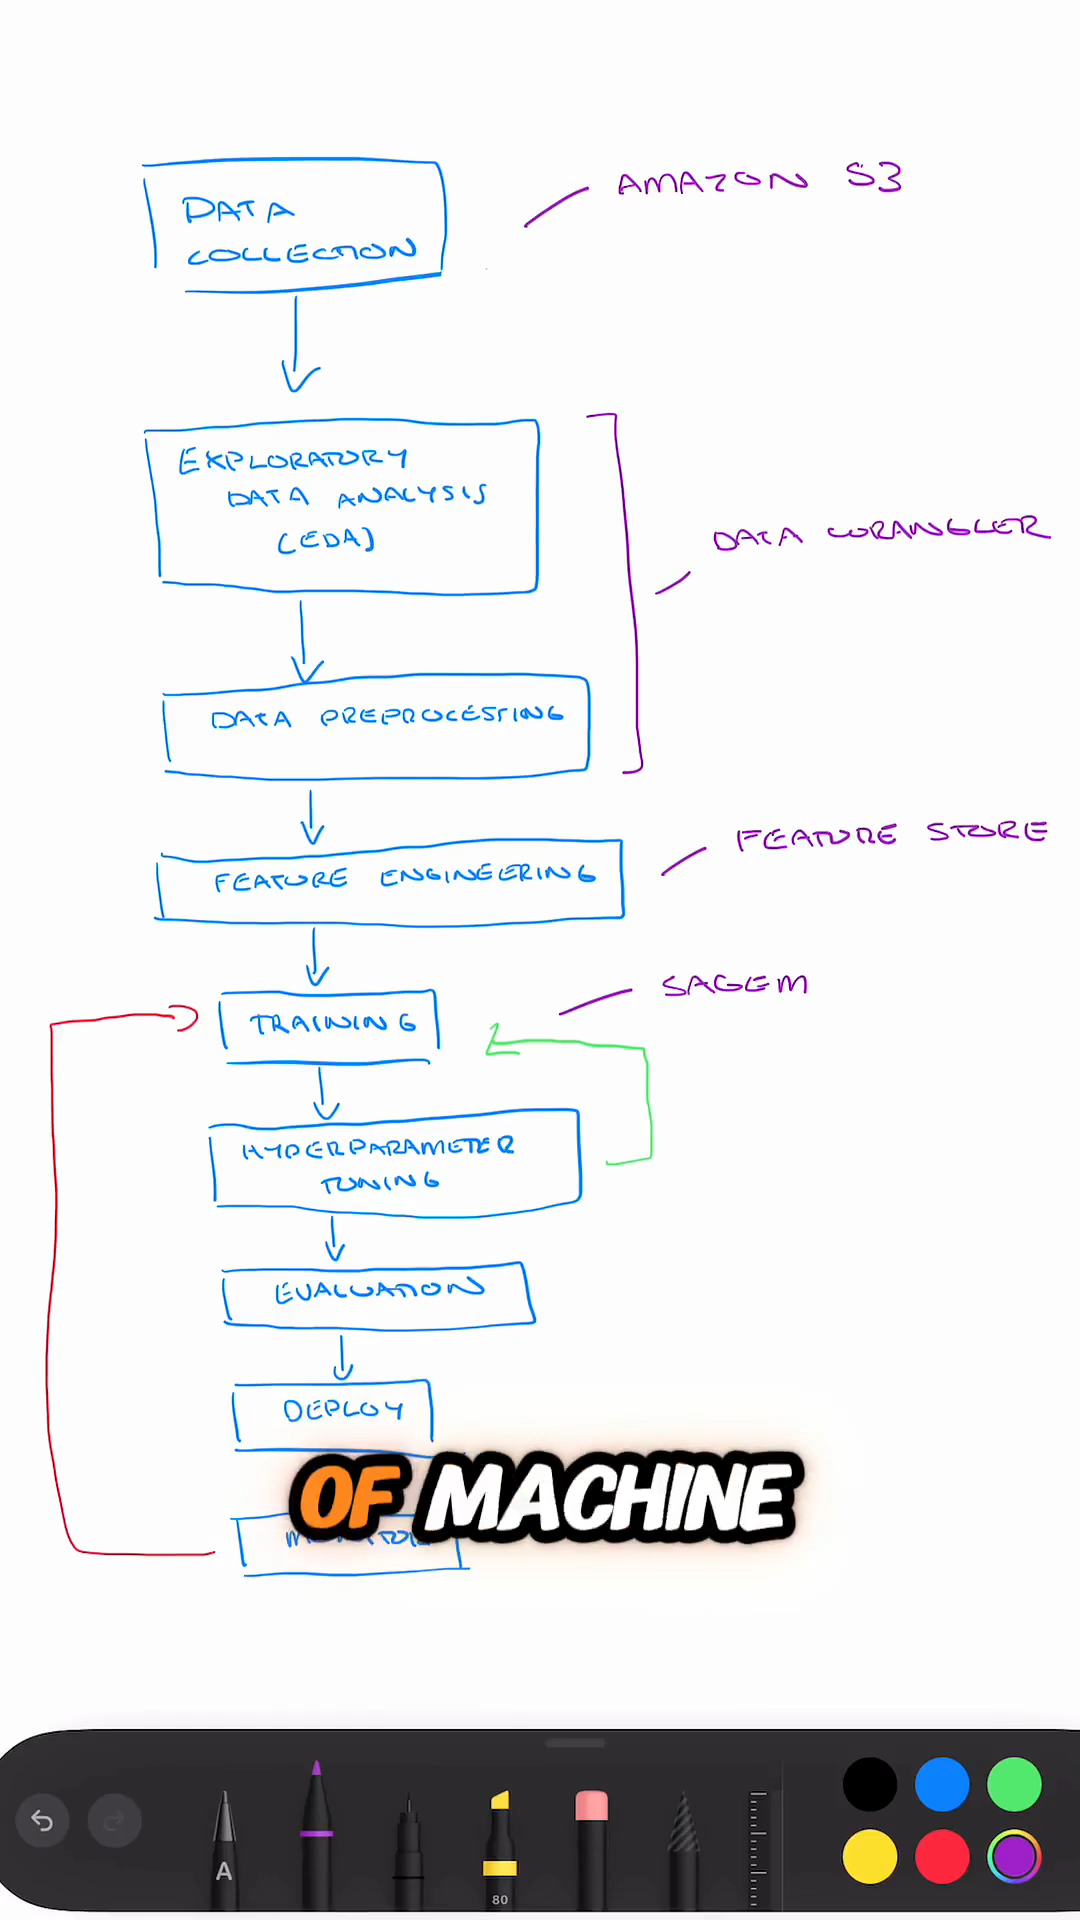 DATA
COLLECTION
AMAZON S3
EXPLORATORY
DATA ANALYSIS
(EDA)
DATA WRANGLER
DATA PREPROCESSING
FEATURE ENGINEERING
FEATURE STORE
TRAINING
SAGEM
HYPERPARAMETER
TUNING
EVALUATION
DEPLOY
OF MACHINE
A
80